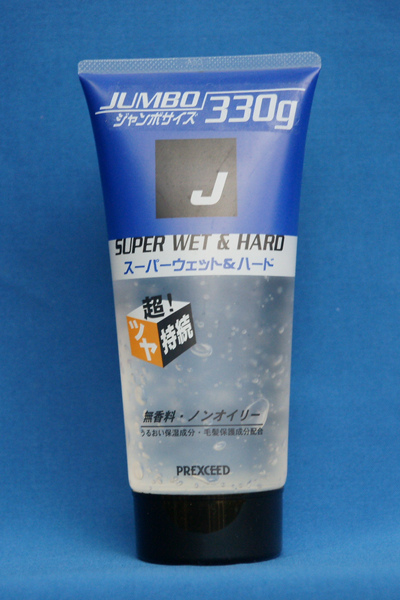 JUMBO 330g
ジャンボサイズ
J
SUPER WET & HARD
スーパーウェット&ハード
超!
ツヤ
持続
無香料・ノンオイリー
うるおい保湿成分・毛髪保護成分配合
PREXCEED